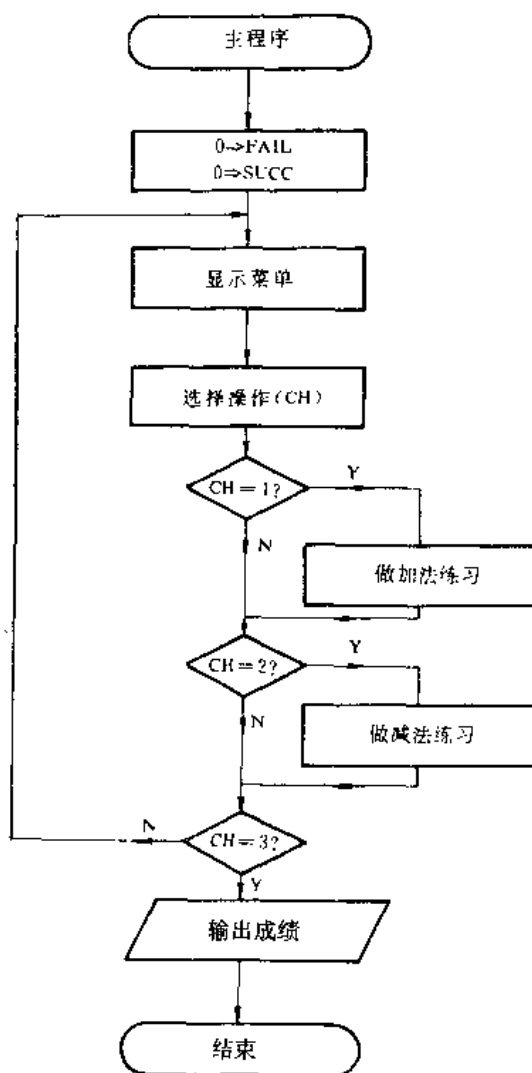 主程序
0→FAIL
0⇒SUCC
显示菜单
选择操作(CH)
CH=1?
Y
N
做加法练习
CH=2?
Y
N
做减法练习
CH=3?
N
Y
输出成绩
结束